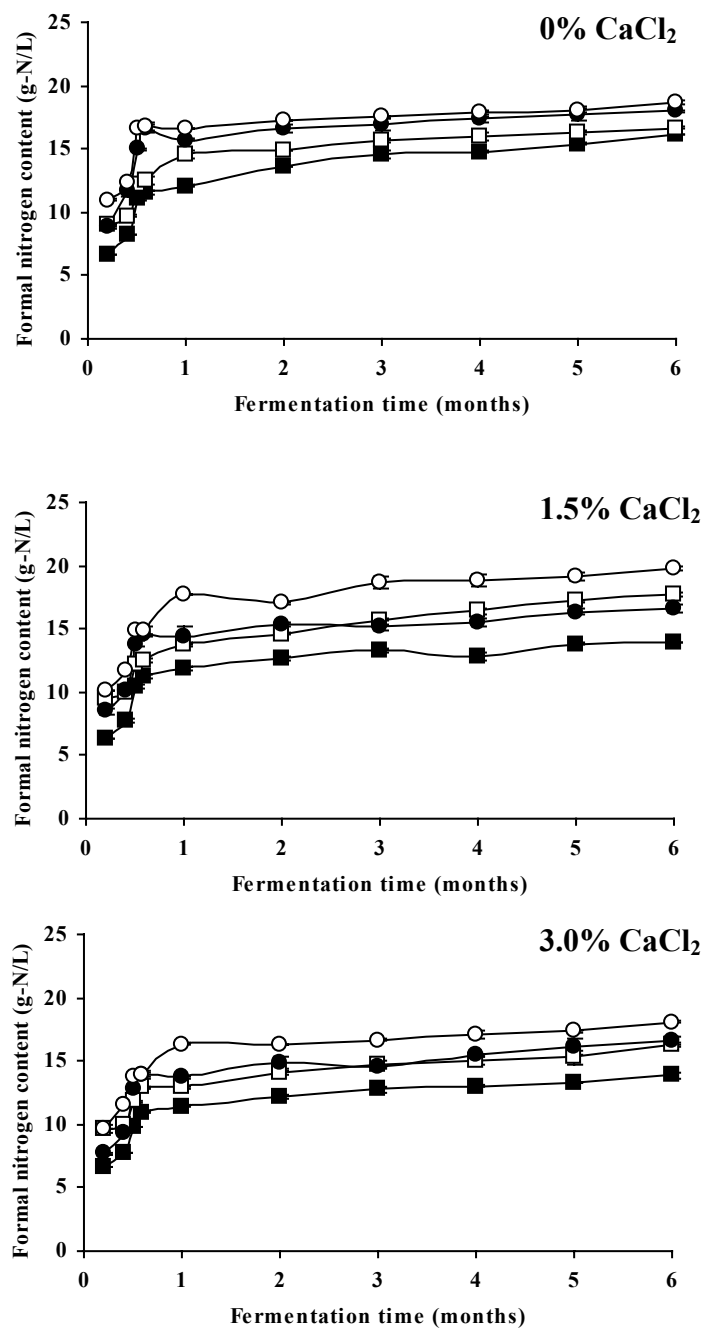 0% CaCl₂
25
20
15
10
5
0
Formal nitrogen content (g-N/L)
0 1 2 3 4 5 6
Fermentation time (months)
1.5% CaCl₂
25
20
15
10
5
0
Formal nitrogen content (g-N/L)
0 1 2 3 4 5 6
Fermentation time (months)
3.0% CaCl₂
25
20
15
10
5
0
Formal nitrogen content (g-N/L)
0 1 2 3 4 5 6
Fermentation time (months)